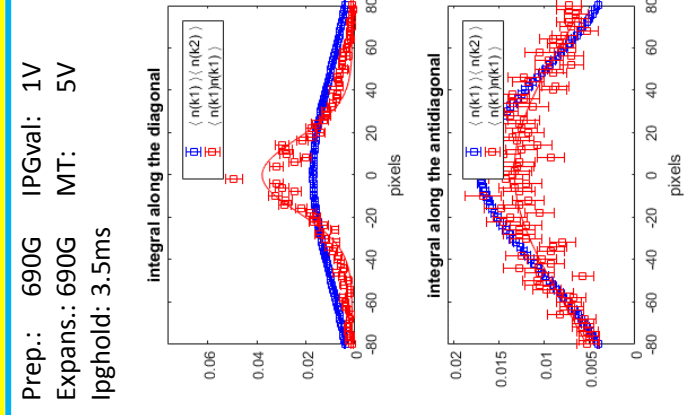 Prep.: 690G IPGval: 1V
Expans.: 690G MT: 5V
Ipghold: 3.5ms
integral along the diagonal
⟨ n(k1) ⟩⟨ n(k2) ⟩
⟨ n(k1)n(k1) ⟩
0.06
0.04
0.02
0
-80
-60
-40
-20
0
20
40
60
80
pixels
integral along the antidiagonal
⟨ n(k1) ⟩⟨ n(k2) ⟩
⟨ n(k1)n(k1) ⟩
0.02
0.015
0.01
0.005
0
-80
-60
-40
-20
0
20
40
60
80
pixels